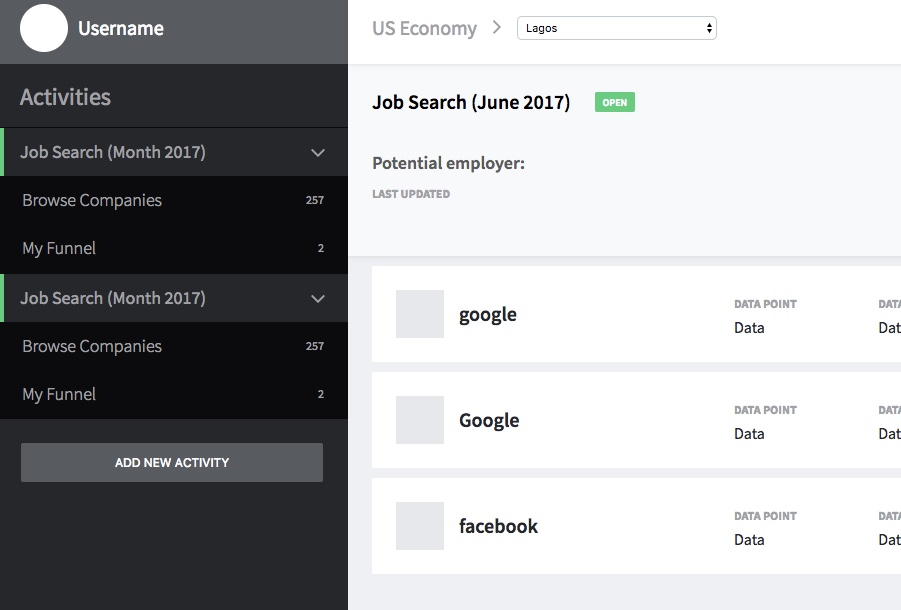 Username
Activities
Job Search (Month 2017)
Browse Companies 257
My Funnel 2
Job Search (Month 2017)
Browse Companies 257
My Funnel 2
ADD NEW ACTIVITY
US Economy
Lagos
Job Search (June 2017) OPEN
Potential employer:
LAST UPDATED
google
DATA POINT DATA
Data Dat
Google
DATA POINT DATA
Data Dat
facebook
DATA POINT DATA
Data Dat